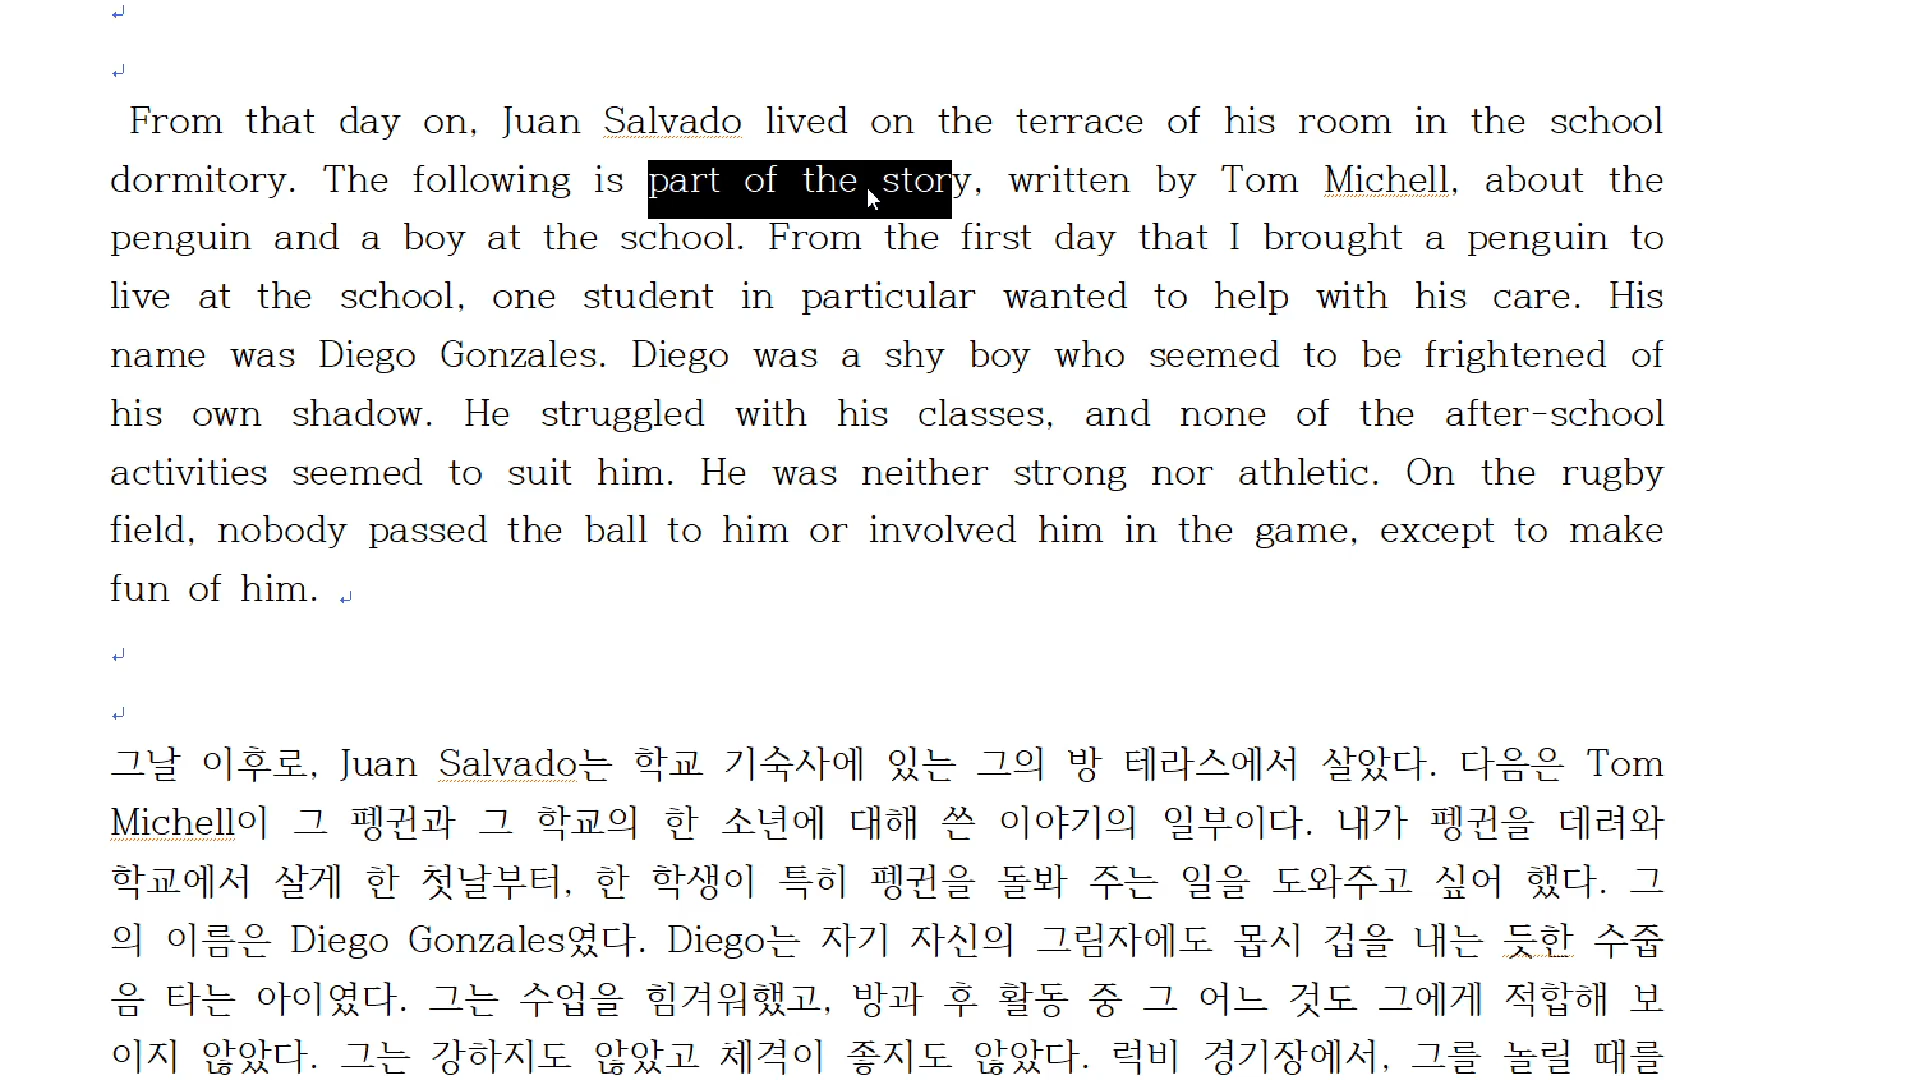 From that day on, Juan Salvado lived on the terrace of his room in the school
dormitory. The following is part of the story, written by Tom Michell, about the
penguin and a boy at the school. From the first day that I brought a penguin to
live at the school, one student in particular wanted to help with his care. His
name was Diego Gonzales. Diego was a shy boy who seemed to be frightened of
his own shadow. He struggled with his classes, and none of the after-school
activities seemed to suit him. He was neither strong nor athletic. On the rugby
field, nobody passed the ball to him or involved him in the game, except to make
fun of him.
그날 이후로, Juan Salvado는 학교 기숙사에 있는 그의 방 테라스에서 살았다. 다음은 Tom
Michell이 그 펭귄과 그 학교의 한 소년에 대해 쓴 이야기의 일부이다. 내가 펭귄을 데려와
학교에서 살게 한 첫날부터, 한 학생이 특히 펭귄을 돌봐 주는 일을 도와주고 싶어 했다. 그
의 이름은 Diego Gonzales였다. Diego는 자기 자신의 그림자에도 몹시 겁을 내는 듯한 수줍
음 타는 아이였다. 그는 수업을 힘겨워했고, 방과 후 활동 중 그 어느 것도 그에게 적합해 보
이지 않았다. 그는 강하지도 않았고 체격이 좋지도 않았다. 럭비 경기장에서, 그를 놀릴 때를